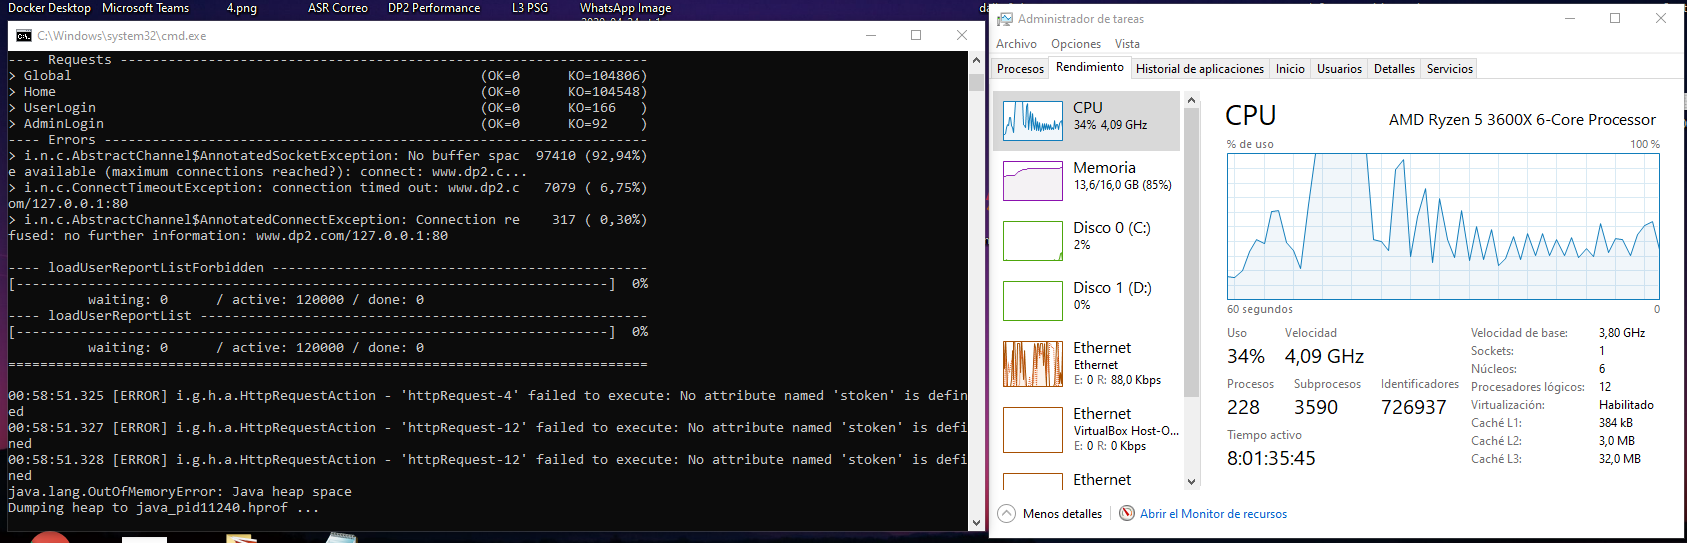 Docker Desktop
Microsoft Teams
4.png
ASR Correo
DP2 Performance
L3 PSG
WhatsApp Image
C:\Windows\system32\cmd.exe
---- Requests ------------------------------------------------------------------
> Global                                                   (OK=0      KO=104806)
> Home                                                     (OK=0      KO=104548)
> UserLogin                                                (OK=0      KO=166   )
> AdminLogin                                               (OK=0      KO=92    )
---- Errors --------------------------------------------------------------------
> i.n.c.AbstractChannel$AnnotatedSocketException: No buffer spac  97410 (92,94%)
e available (maximum connections reached?): connect: www.dp2.c...
> i.n.c.ConnectTimeoutException: connection timed out: www.dp2.c   7079 ( 6,75%)
om/127.0.0.1:80
> i.n.c.AbstractChannel$AnnotatedConnectException: Connection re    317 ( 0,30%)
fused: no further information: www.dp2.com/127.0.0.1:80
---- loadUserReportListForbidden -----------------------------------------------
[--------------------------------------------------------------------------]  0%
          waiting: 0      / active: 120000 / done: 0
---- loadUserReportList --------------------------------------------------------
[--------------------------------------------------------------------------]  0%
          waiting: 0      / active: 120000 / done: 0
================================================================================
00:58:51.325 [ERROR] i.g.h.a.HttpRequestAction - 'httpRequest-4' failed to execute: No attribute named 'stoken' is defin
ed
00:58:51.327 [ERROR] i.g.h.a.HttpRequestAction - 'httpRequest-12' failed to execute: No attribute named 'stoken' is defi
ned
00:58:51.328 [ERROR] i.g.h.a.HttpRequestAction - 'httpRequest-12' failed to execute: No attribute named 'stoken' is defi
ned
java.lang.OutOfMemoryError: Java heap space
Dumping heap to java_pid11240.hprof ...
Administrador de tareas
Archivo Opciones Vista
Procesos Rendimiento Historial de aplicaciones Inicio Usuarios Detalles Servicios
CPU
34% 4,09 GHz
Memoria
13,6/16,0 GB (85%)
Disco 0 (C:)
2%
Disco 1 (D:)
0%
Ethernet
Ethernet
E: 0 R: 88,0 Kbps
Ethernet
VirtualBox Host-O...
E: 0 R: 0 Kbps
Ethernet
CPU
AMD Ryzen 5 3600X 6-Core Processor
% de uso 100 %
60 segundos 0
Uso Velocidad
34% 4,09 GHz
Procesos Subprocesos Identificadores
228 3590 726937
Tiempo activo
8:01:35:45
Velocidad de base: 3,80 GHz
Sockets: 1
Núcleos: 6
Procesadores lógicos: 12
Virtualización: Habilitado
Caché L1: 384 kB
Caché L2: 3,0 MB
Caché L3: 32,0 MB
Menos detalles
Abrir el Monitor de recursos